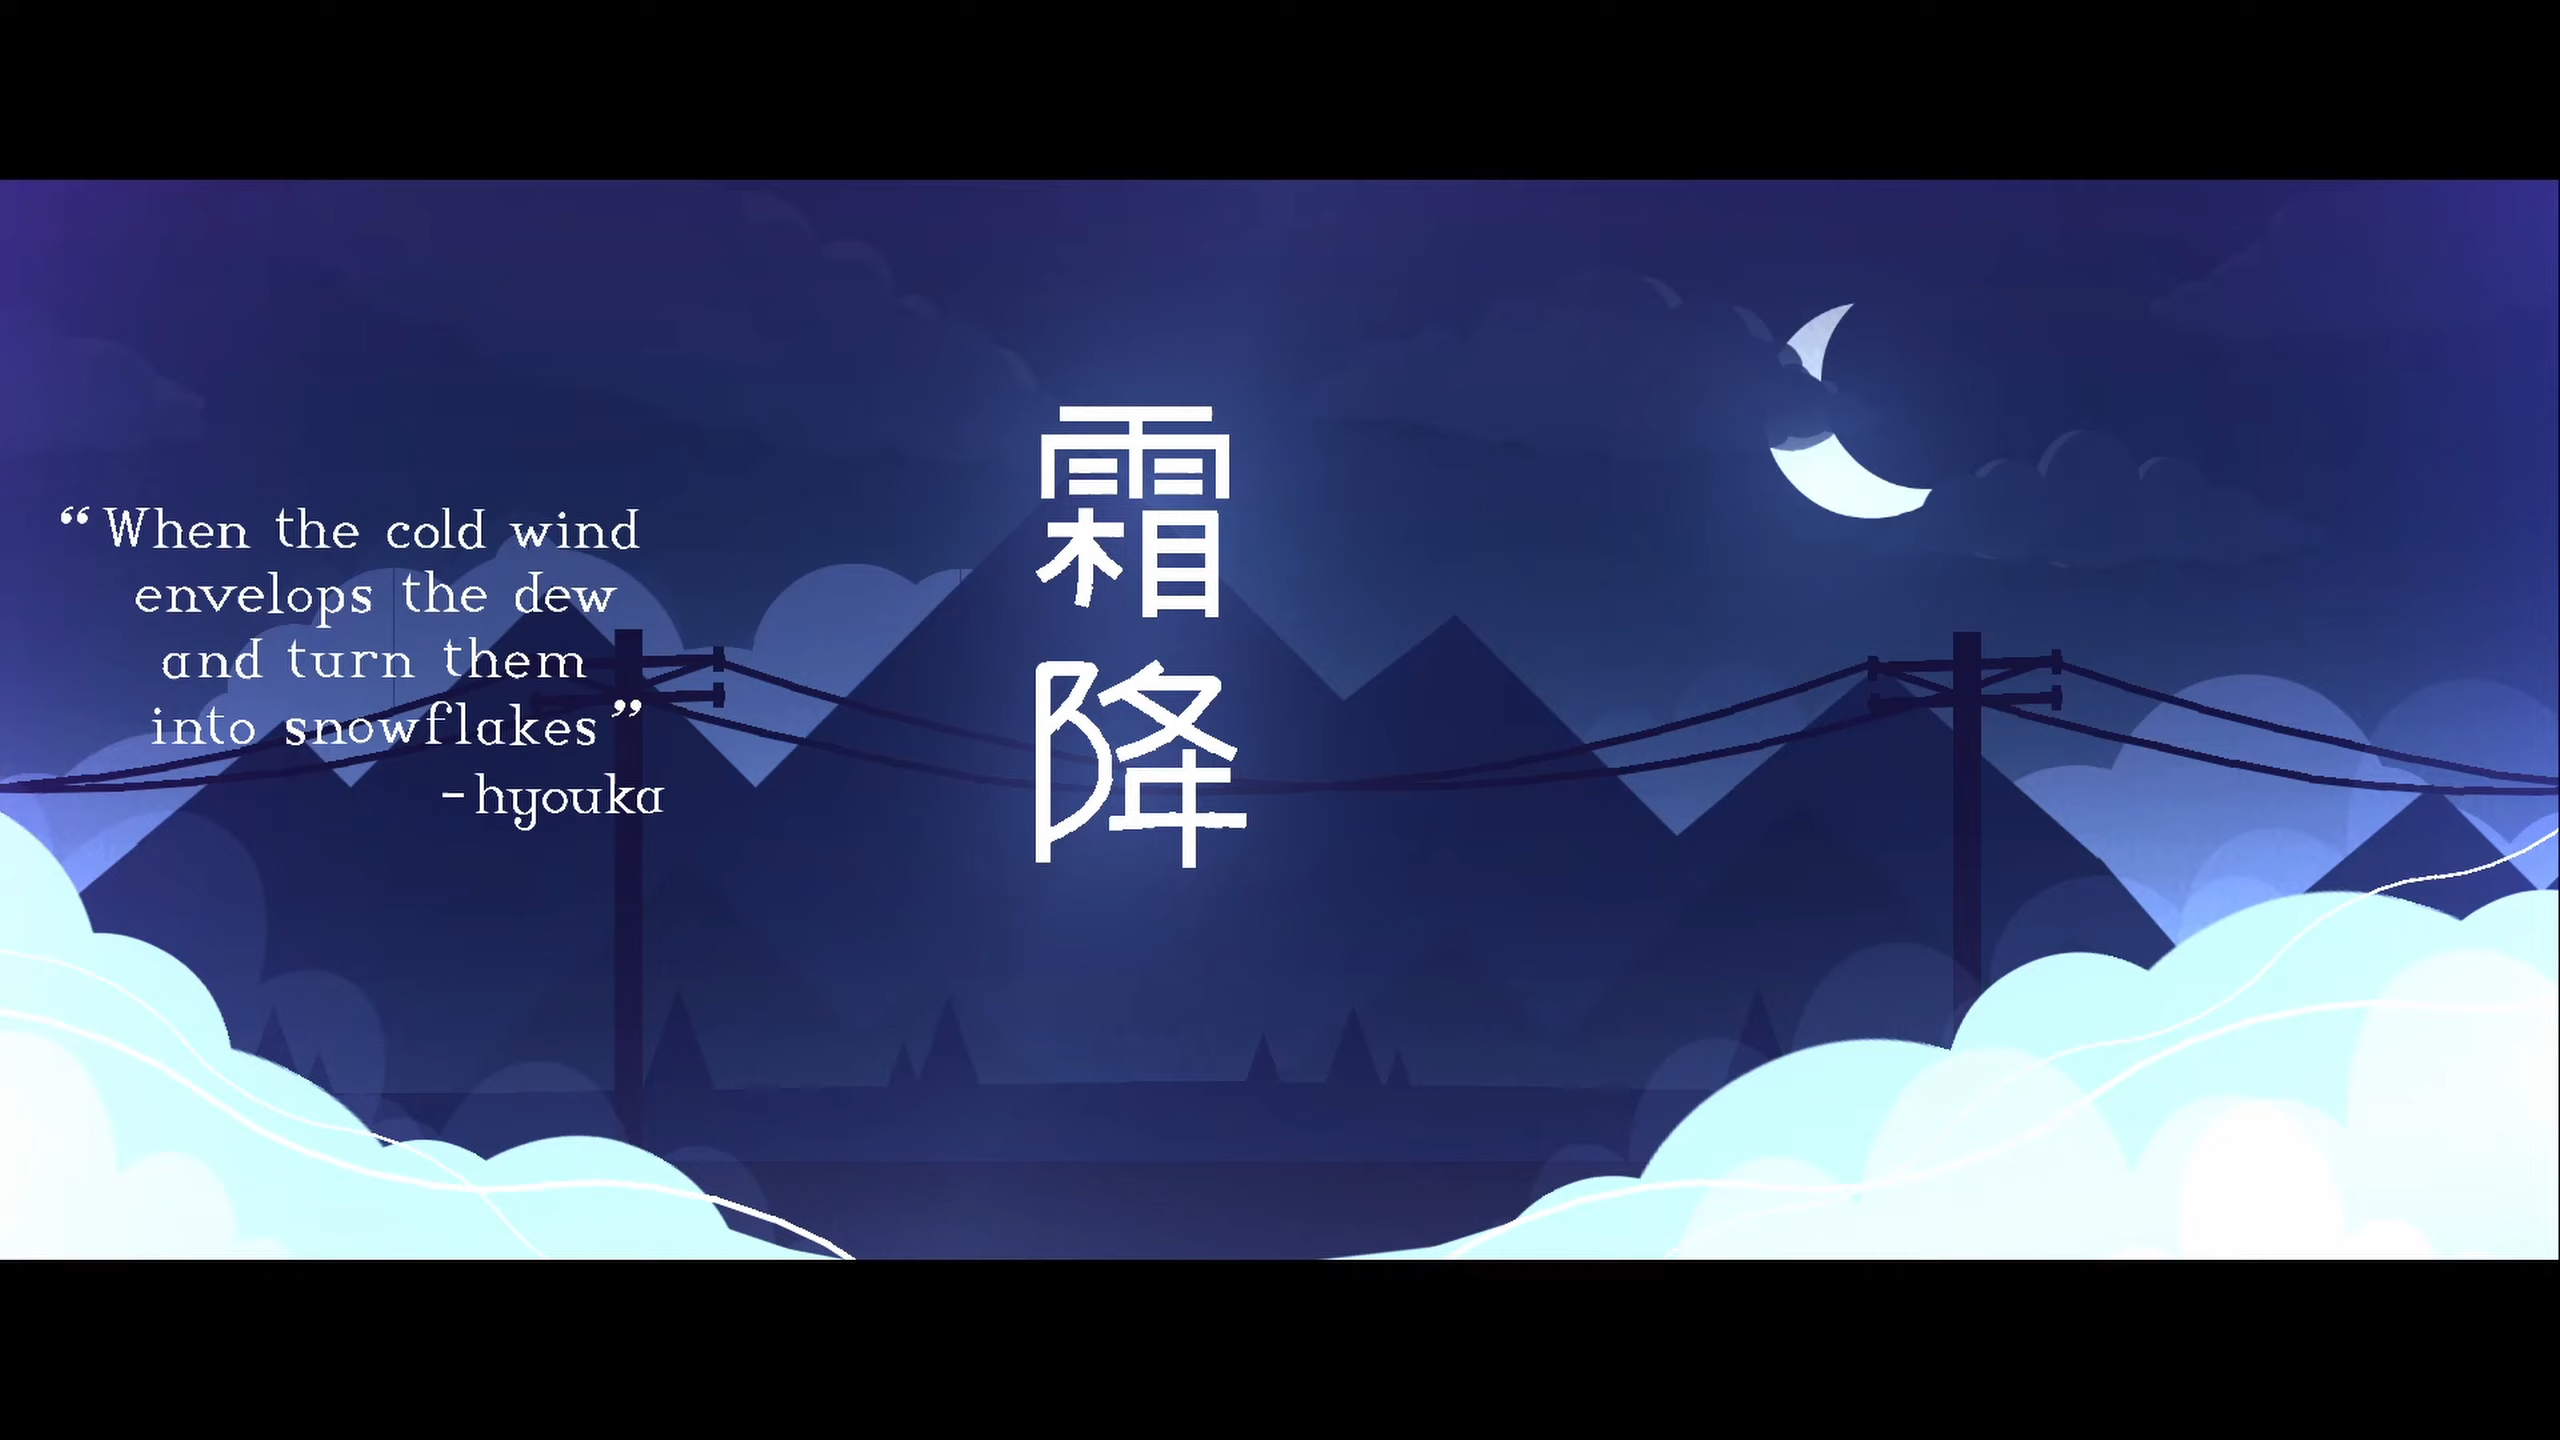 “When the cold wind
envelops the dew
and turn them
into snowflakes”
-hyouka
霜降